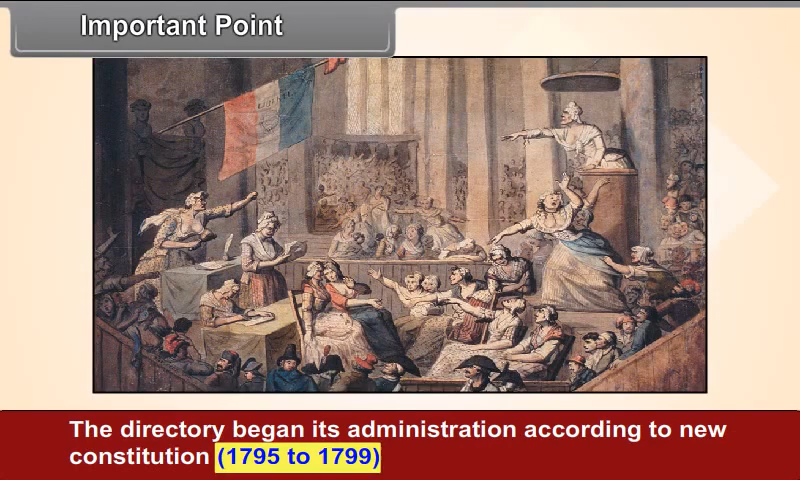 Important Point
The directory began its administration according to new
constitution (1795 to 1799)